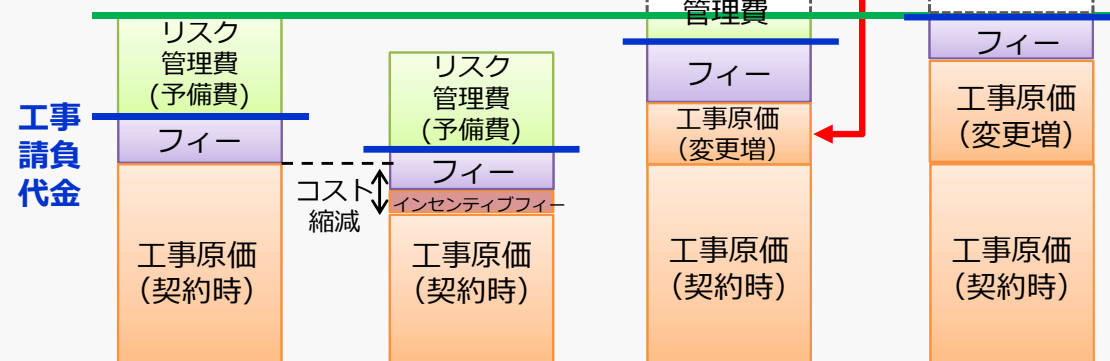 リスク
管理費
(予備費)
フィー
工事
請負
代金
工事原価
（契約時）
コスト
縮減
リスク
管理費
(予備費)
フィー
インセンティブフィー
工事原価
（契約時）
管理費
フィー
工事原価
（変更増）
工事原価
（契約時）
フィー
工事原価
（変更増）
工事原価
（契約時）